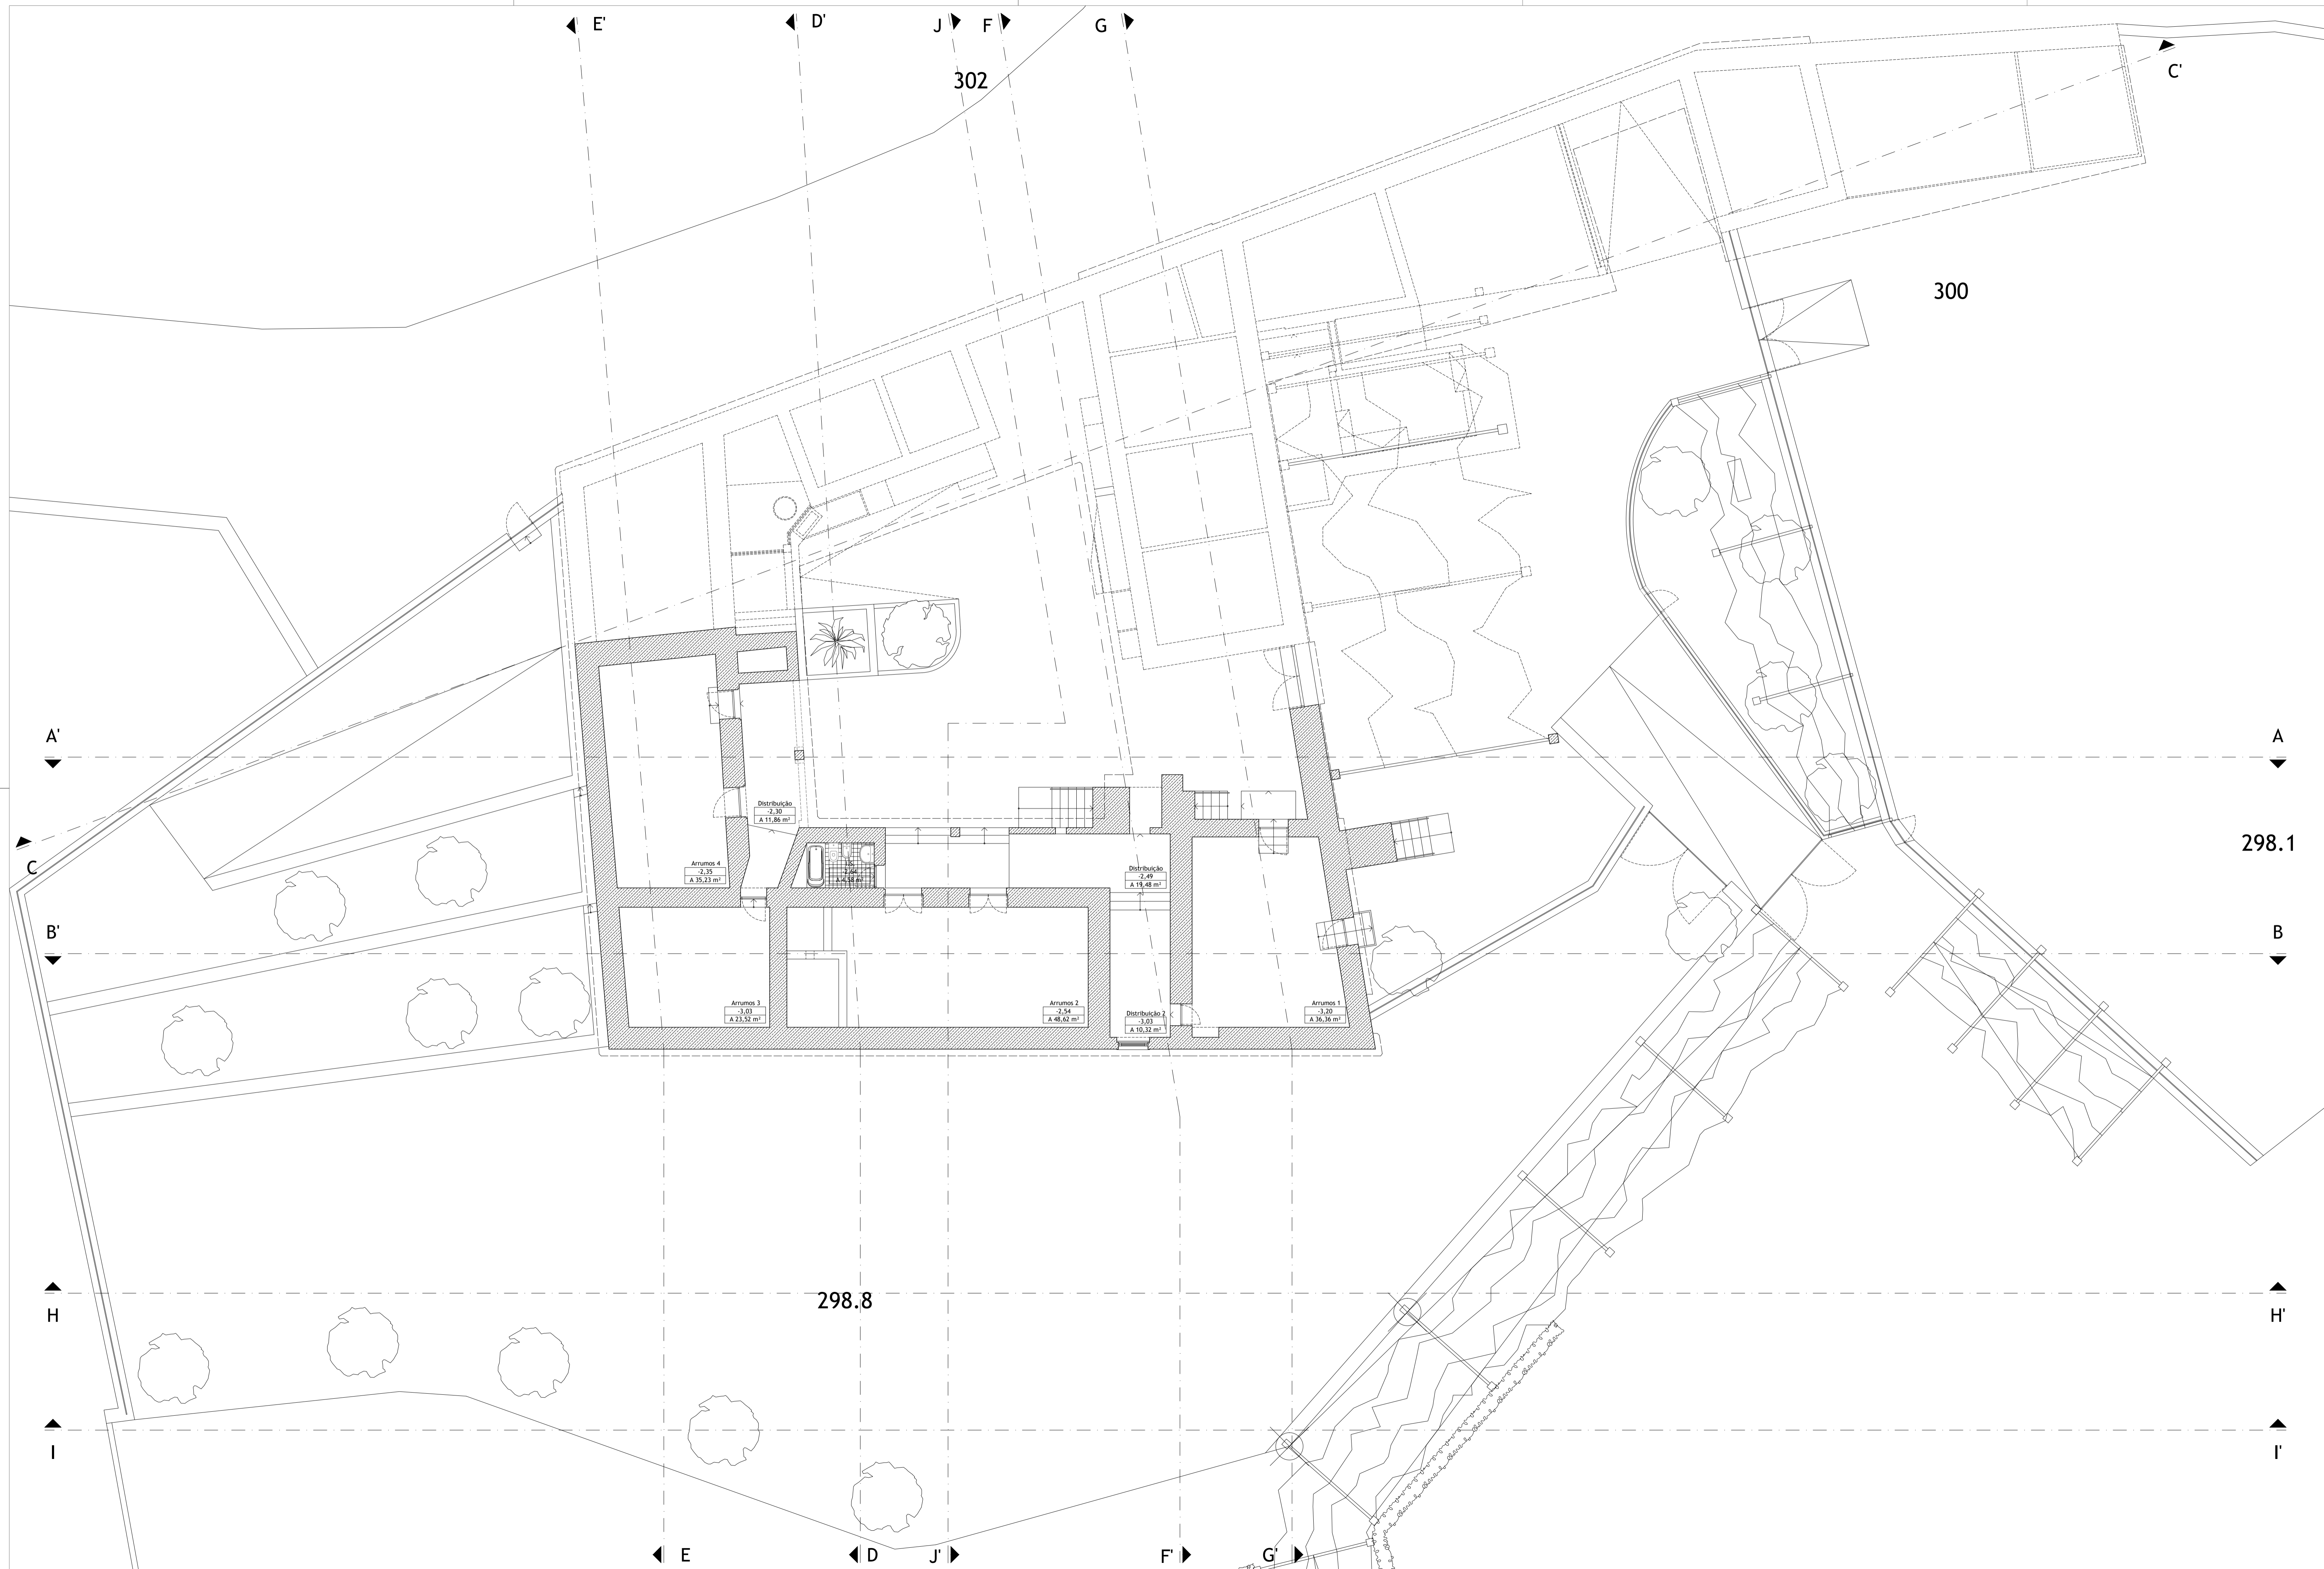 E'
D'
J
F
G
302
C'
300
A'
A
298.1
C
Distribuição
-2,30
A 11,86 m²
Arrumos 4
-2,35
A 35,23 m²
-2,64
Distribuição
-2,49
A 19,48 m²
B'
B
Arrumos 3
-3,03
A 23,52 m²
Arrumos 2
-2,54
A 48,62 m²
Distribuição 2
-3,03
A 10,32 m²
Arrumos 1
-3,20
A 36,36 m²
298.8
H
H'
I
I'
E
D
J'
F'
G'